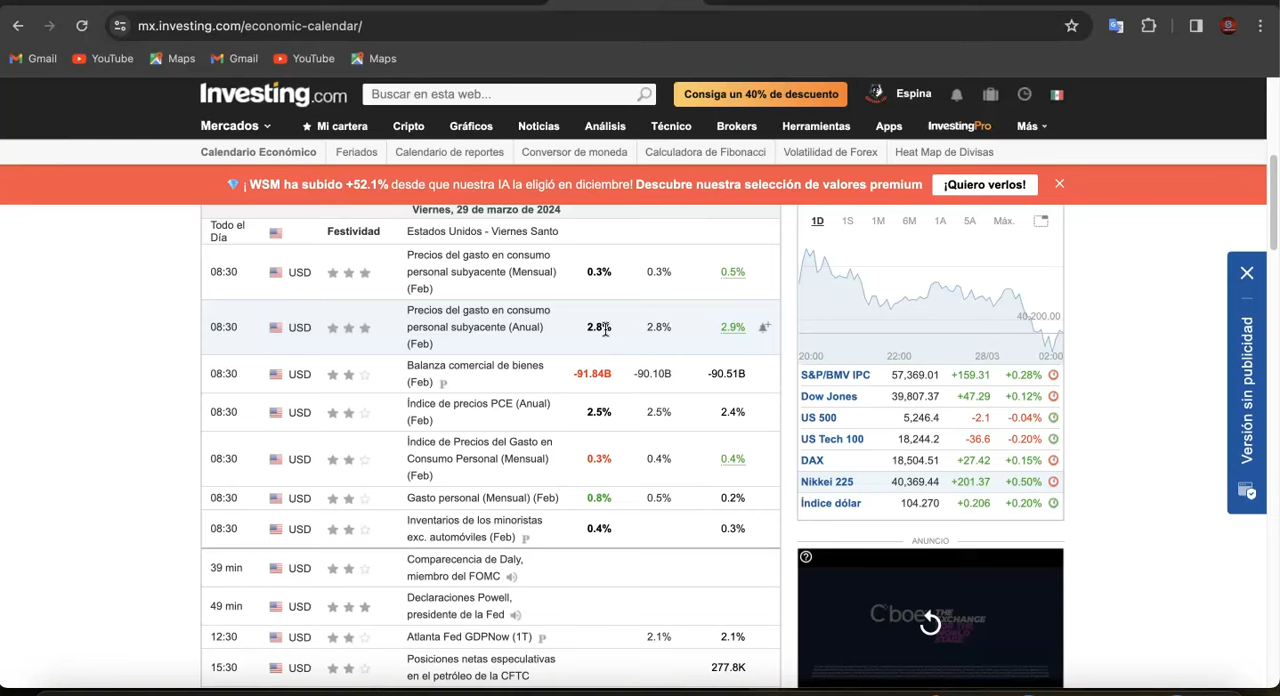 mx.investing.com/economic-calendar/
Gmail YouTube Maps Gmail YouTube Maps
Investing.com Buscar en esta web... Consiga un 40% de descuento Espina
Mercados Mi cartera Cripto Gráficos Noticias Análisis Técnico Brokers Herramientas Apps InvestingPro Más
Calendario Económico Feriados Calendario de reportes Conversor de moneda Calculadora de Fibonacci Volatilidad de Forex Heat Map de Divisas
¡ WSM ha subido +52.1% desde que nuestra IA la eligió en diciembre! Descubre nuestra selección de valores premium ¡Quiero verlos!
Viernes, 29 de marzo de 2024
Todo el
Día Festividad Estados Unidos - Viernes Santo
Precios del gasto en consumo
08:30 USD personal subyacente (Mensual) 0.3% 0.3% 0.5%
(Feb)
Precios del gasto en consumo
08:30 USD personal subyacente (Anual) 2.8% 2.8% 2.9%
(Feb)
Balanza comercial de bienes
08:30 USD (Feb) P -91.84B -90.10B -90.51B
Índice de precios PCE (Anual)
08:30 USD (Feb) 2.5% 2.5% 2.4%
Índice de Precios del Gasto en
08:30 USD Consumo Personal (Mensual) 0.3% 0.4% 0.4%
(Feb)
08:30 USD Gasto personal (Mensual) (Feb) 0.8% 0.5% 0.2%
Inventarios de los minoristas
08:30 USD exc. automóviles (Feb) P 0.4% 0.3%
Comparecencia de Daly,
39 min USD miembro del FOMC
Declaraciones Powell,
49 min USD presidente de la Fed
12:30 USD Atlanta Fed GDPNow (1T) P 2.1% 2.1%
Posiciones netas especulativas
15:30 USD en el petróleo de la CFTC 277.8K
1D 1S 1M 6M 1A 5A Máx.
40,200.00
20:00 22:00 28/03 02:00
S&P/BMV IPC 57,369.01 +159.31 +0.28%
Dow Jones 39,807.37 +47.29 +0.12%
US 500 5,246.4 -2.1 -0.04%
US Tech 100 18,244.2 -36.6 -0.20%
DAX 18,504.51 +27.42 +0.15%
Nikkei 225 40,369.44 +201.37 +0.50%
Índice dólar 104.270 +0.206 +0.20%
ANUNCIO
Cboe THE
EXCHANGE
FOR THE
WORLD
STAGE
Versión sin publicidad